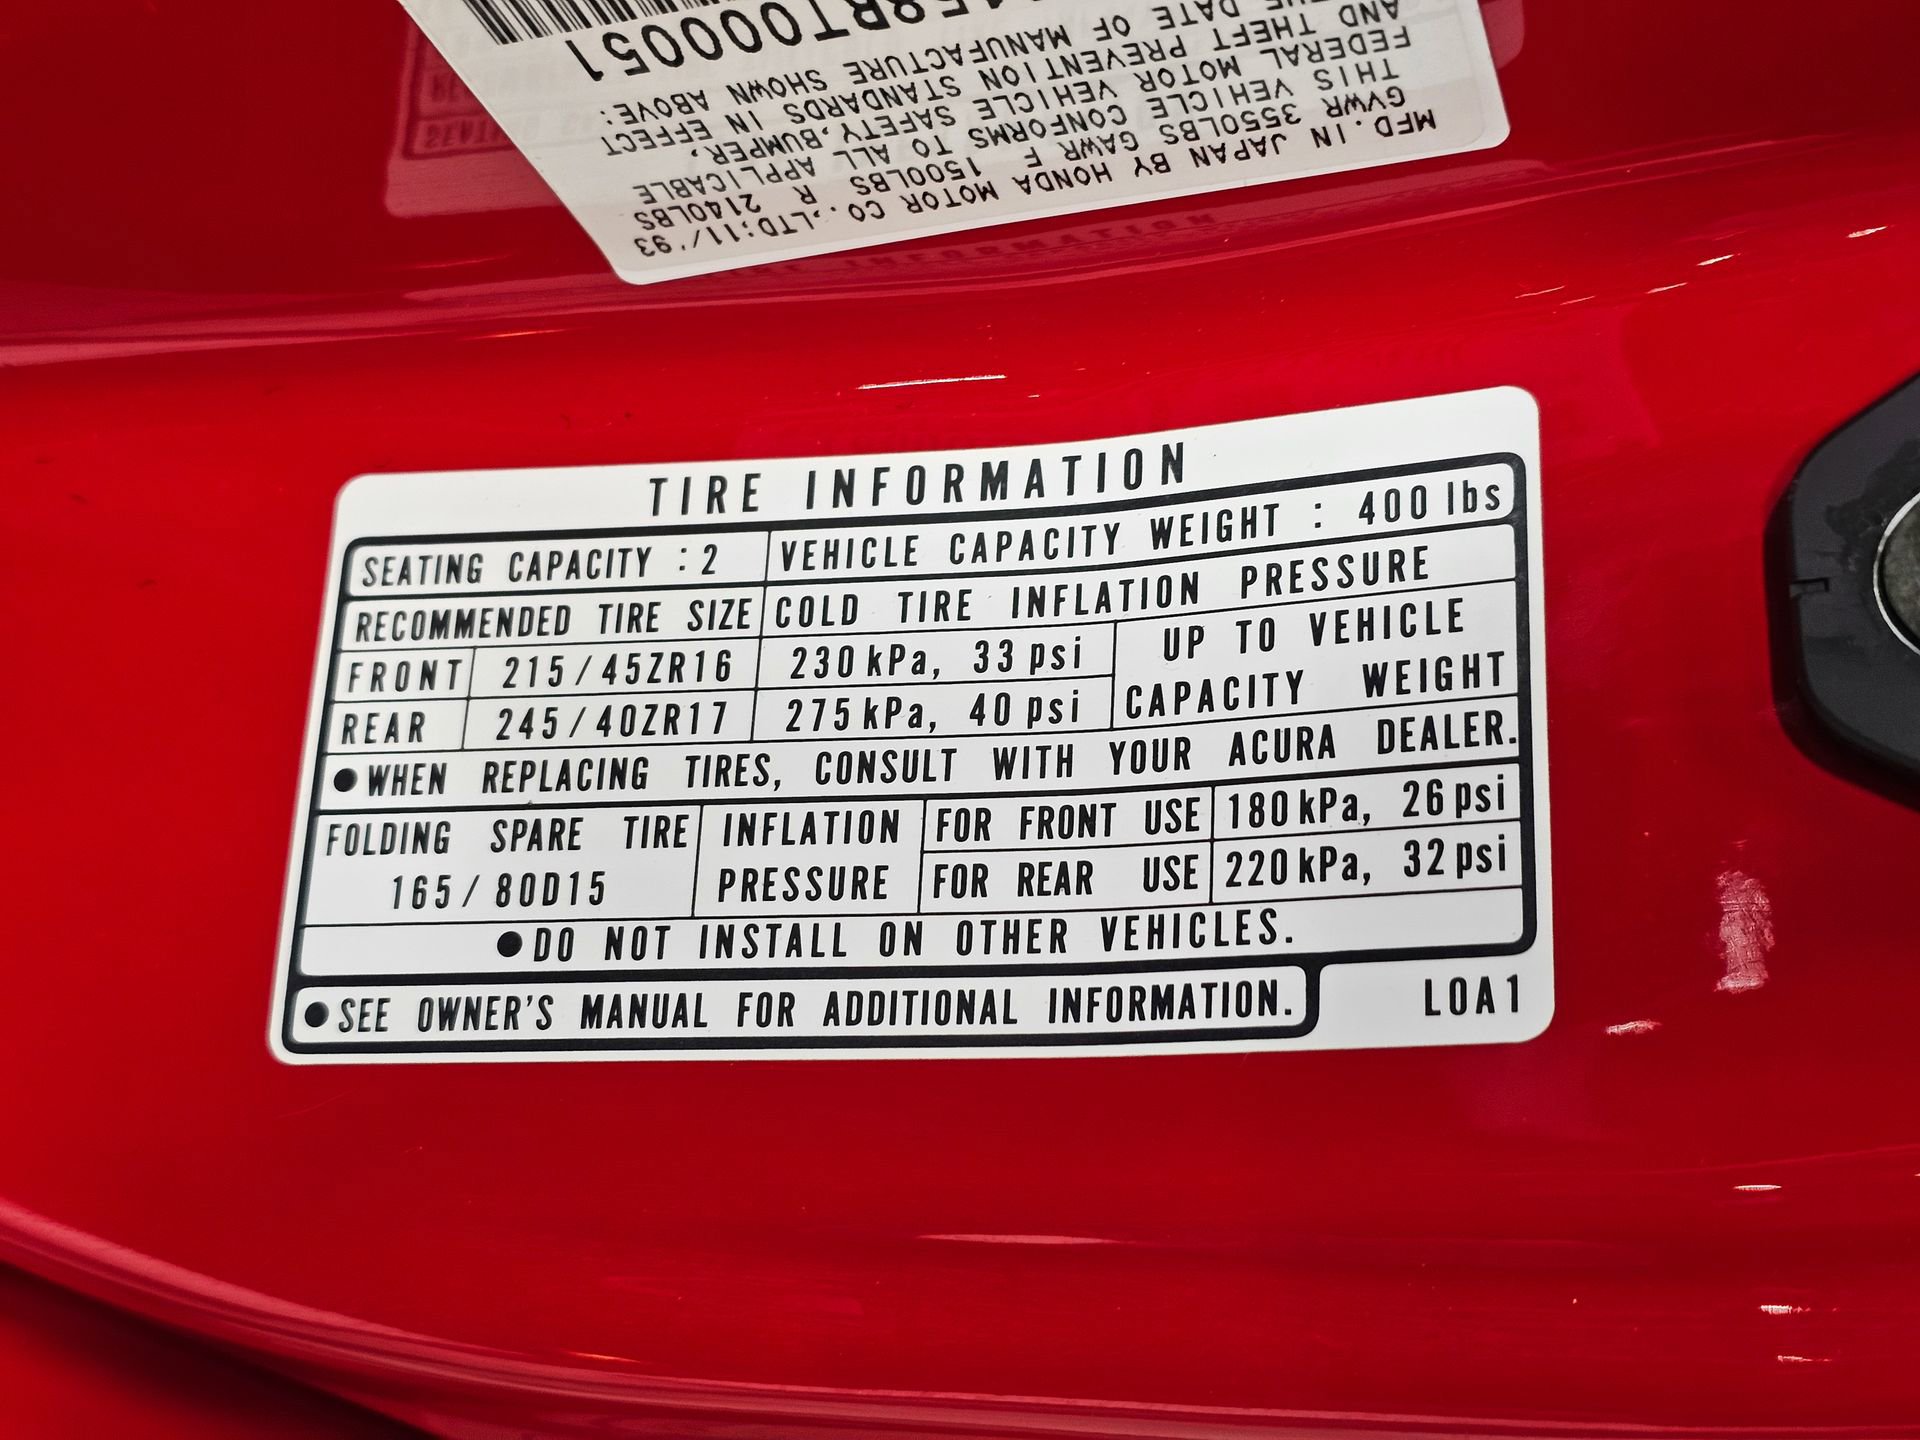 MFD.IN JAPAN BY HONDA MOTOR CO.,LTD;11/'93
GVWR 3550LBS GAWR F 1500LBS R 2140LBS
THIS VEHICLE CONFORMS TO ALL APPLICABLE
FEDERAL MOTOR VEHICLE SAFETY,BUMPER,
AND THEFT PREVENTION STANDARDS IN EFFECT
THE DATE OF MANUFACTURE SHOWN ABOVE:
158RT000051
TIRE INFORMATION
SEATING CAPACITY : 2 VEHICLE CAPACITY WEIGHT : 400 lbs
RECOMMENDED TIRE SIZE COLD TIRE INFLATION PRESSURE
FRONT 215/45ZR16 230 kPa, 33 psi UP TO VEHICLE
REAR 245/40ZR17 275 kPa, 40 psi CAPACITY WEIGHT
●WHEN REPLACING TIRES, CONSULT WITH YOUR ACURA DEALER.
FOLDING SPARE TIRE INFLATION FOR FRONT USE 180 kPa, 26 psi
165/80D15 PRESSURE FOR REAR USE 220 kPa, 32 psi
●DO NOT INSTALL ON OTHER VEHICLES.
●SEE OWNER'S MANUAL FOR ADDITIONAL INFORMATION. L0A1